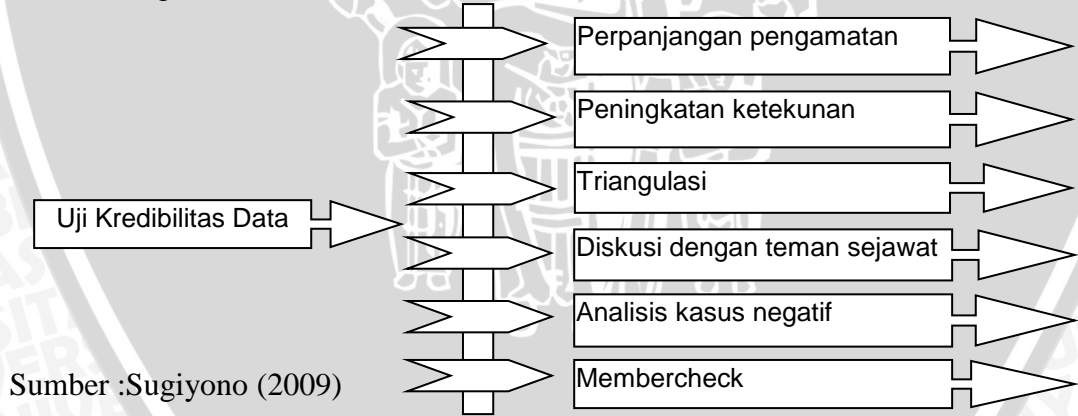 Perpanjangan pengamatan
Peningkatan ketekunan
Triangulasi
Uji Kredibilitas Data
Diskusi dengan teman sejawat
Analisis kasus negatif
Membercheck
Sumber :Sugiyono (2009)